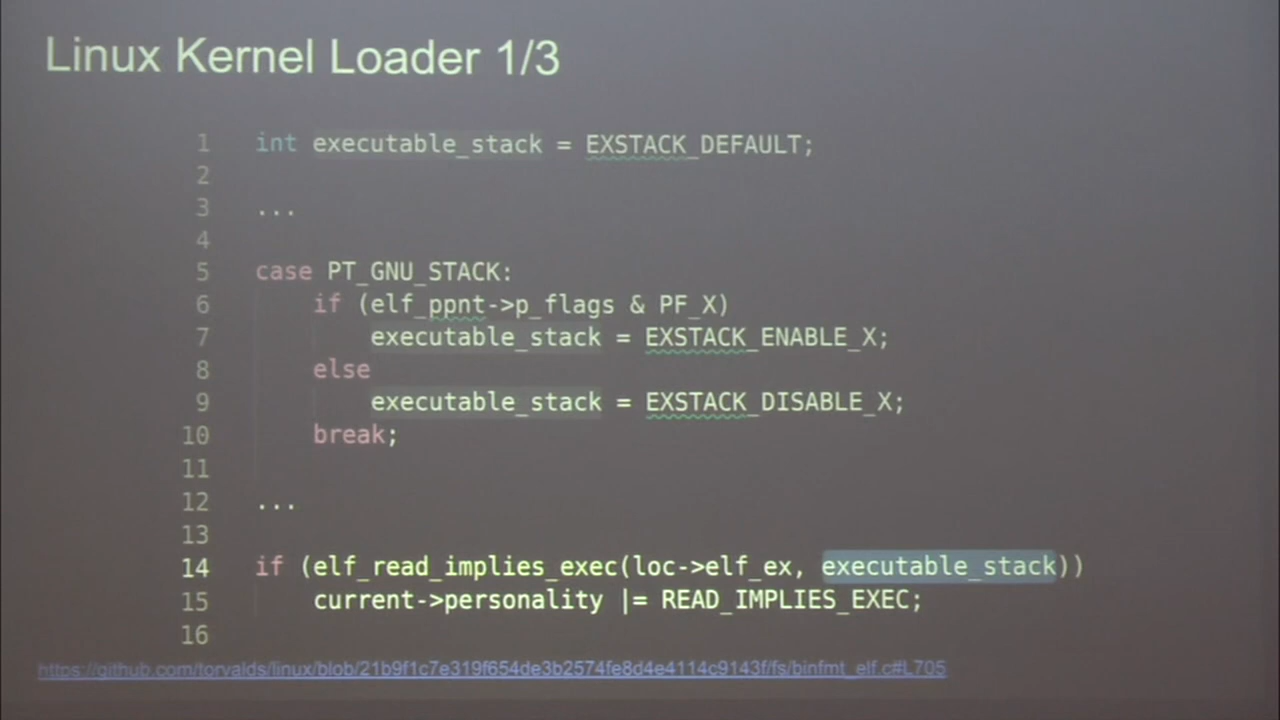 Linux Kernel Loader 1/3
1 int executable_stack = EXSTACK_DEFAULT;
2
3 ...
4
5 case PT_GNU_STACK:
6 if (elf_ppnt->p_flags & PF_X)
7 executable_stack = EXSTACK_ENABLE_X;
8 else
9 executable_stack = EXSTACK_DISABLE_X;
10 break;
11
12 ...
13
14 if (elf_read_implies_exec(loc->elf_ex, executable_stack))
15 current->personality |= READ_IMPLIES_EXEC;
16
https://github.com/torvalds/linux/blob/21b9f1c7e319f654de3b2574fe8d4e4114c9143f/fs/binfmt_elf.c#L705